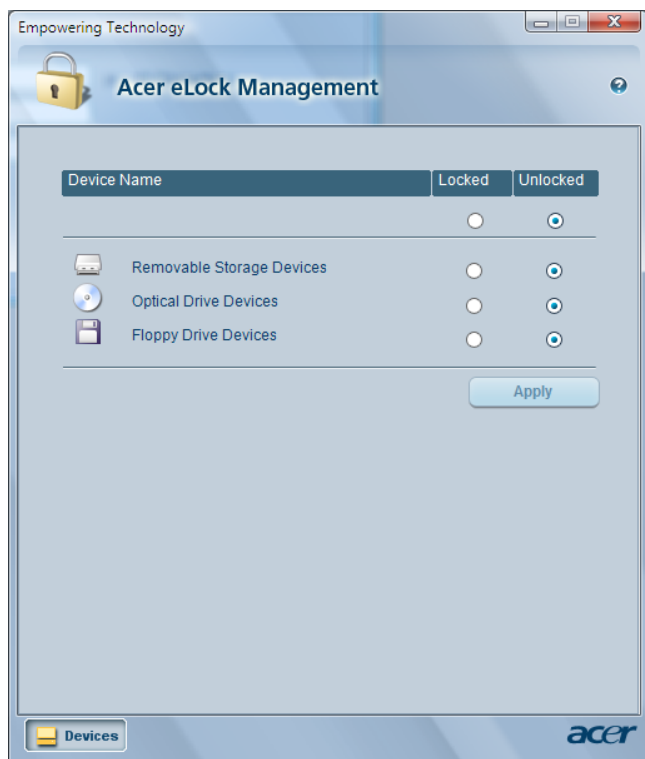 Empowering Technology
Acer eLock Management
Device Name Locked Unlocked
Removable Storage Devices
Optical Drive Devices
Floppy Drive Devices
Apply
Devices
acer